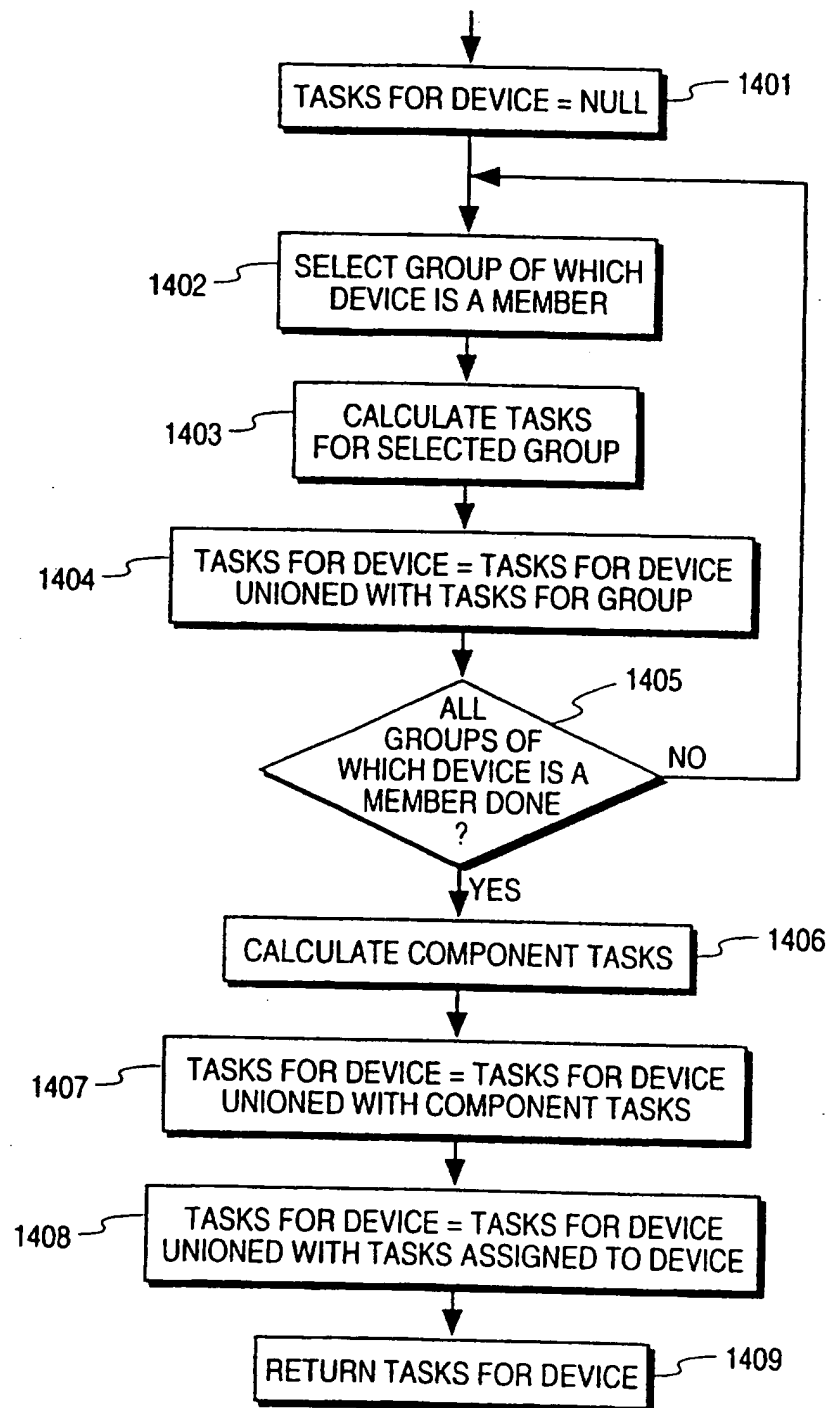 TASKS FOR DEVICE = NULL
1401
1402
SELECT GROUP OF WHICH
DEVICE IS A MEMBER
1403
CALCULATE TASKS
FOR SELECTED GROUP
1404
TASKS FOR DEVICE = TASKS FOR DEVICE
UNIONED WITH TASKS FOR GROUP
1405
ALL
GROUPS OF
WHICH DEVICE IS A
MEMBER DONE
?
NO
YES
CALCULATE COMPONENT TASKS
1406
1407
TASKS FOR DEVICE = TASKS FOR DEVICE
UNIONED WITH COMPONENT TASKS
1408
TASKS FOR DEVICE = TASKS FOR DEVICE
UNIONED WITH TASKS ASSIGNED TO DEVICE
RETURN TASKS FOR DEVICE
1409